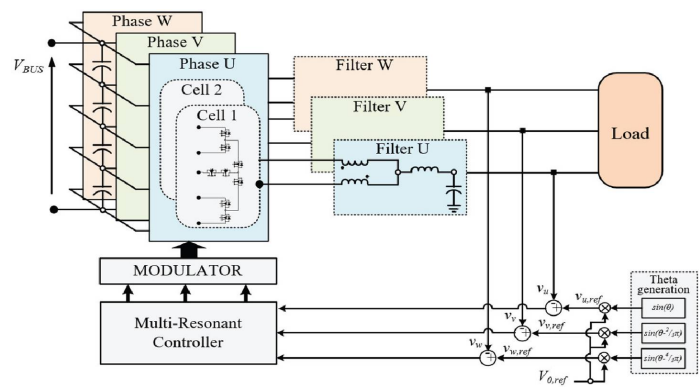 Phase W
Phase V
Phase U
V_BUS
Cell 2
Cell 1
Filter W
Filter V
Filter U
Load
MODULATOR
Multi-Resonant
Controller
v_u
v_u,ref
v_v
v_v,ref
v_w
v_w,ref
V_0,ref
Theta
generation
sin(θ)
sin(θ-²/₃π)
sin(θ-⁴/₃π)